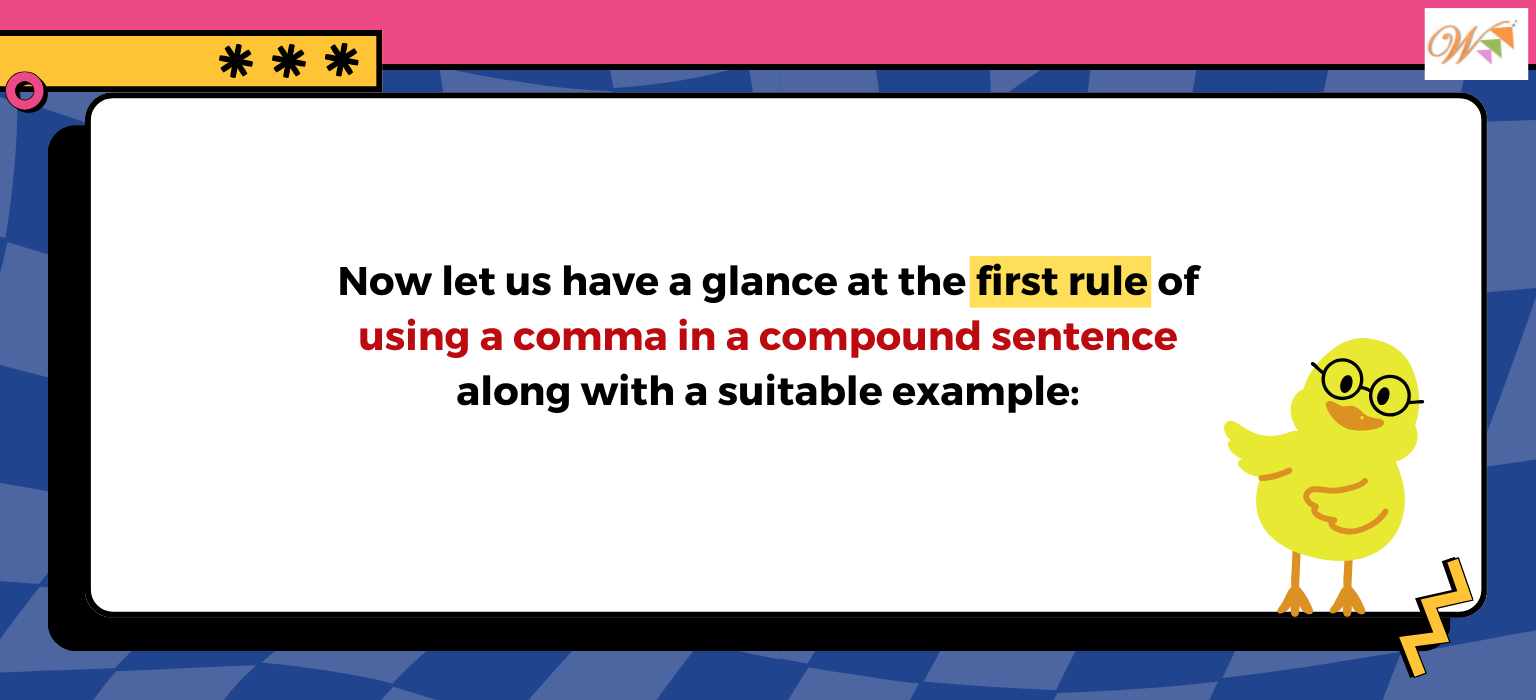 Now let us have a glance at the first rule of
using a comma in a compound sentence
along with a suitable example:
W